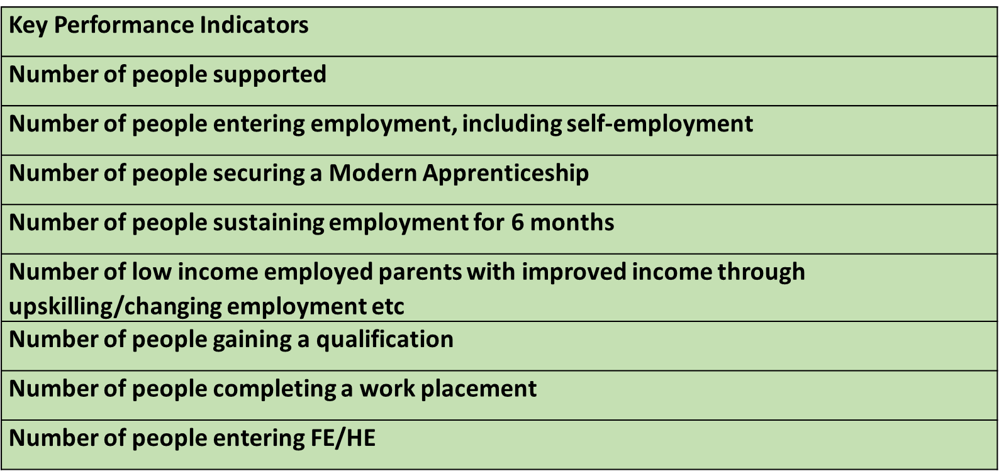 Key Performance Indicators
Number of people supported
Number of people entering employment, including self-employment
Number of people securing a Modern Apprenticeship
Number of people sustaining employment for 6 months
Number of low income employed parents with improved income through
upskilling/changing employment etc
Number of people gaining a qualification
Number of people completing a work placement
Number of people entering FE/HE